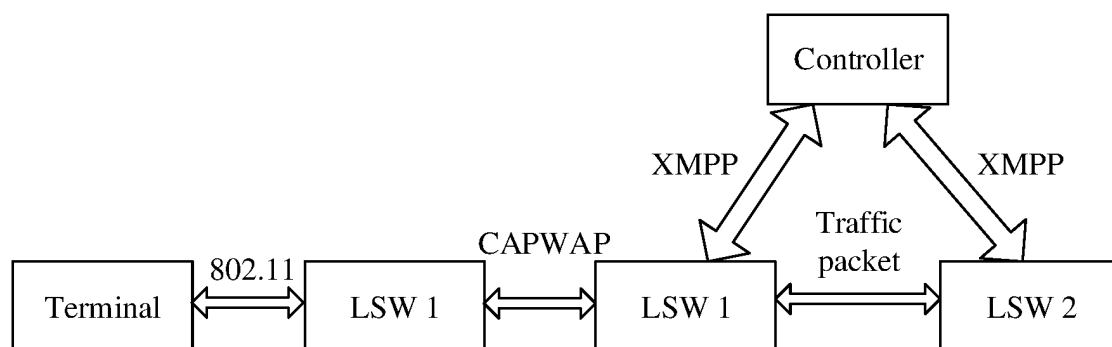 Controller
XMPP
XMPP
Traffic
packet
CAPWAP
802.11
Terminal
LSW 1
LSW 1
LSW 2